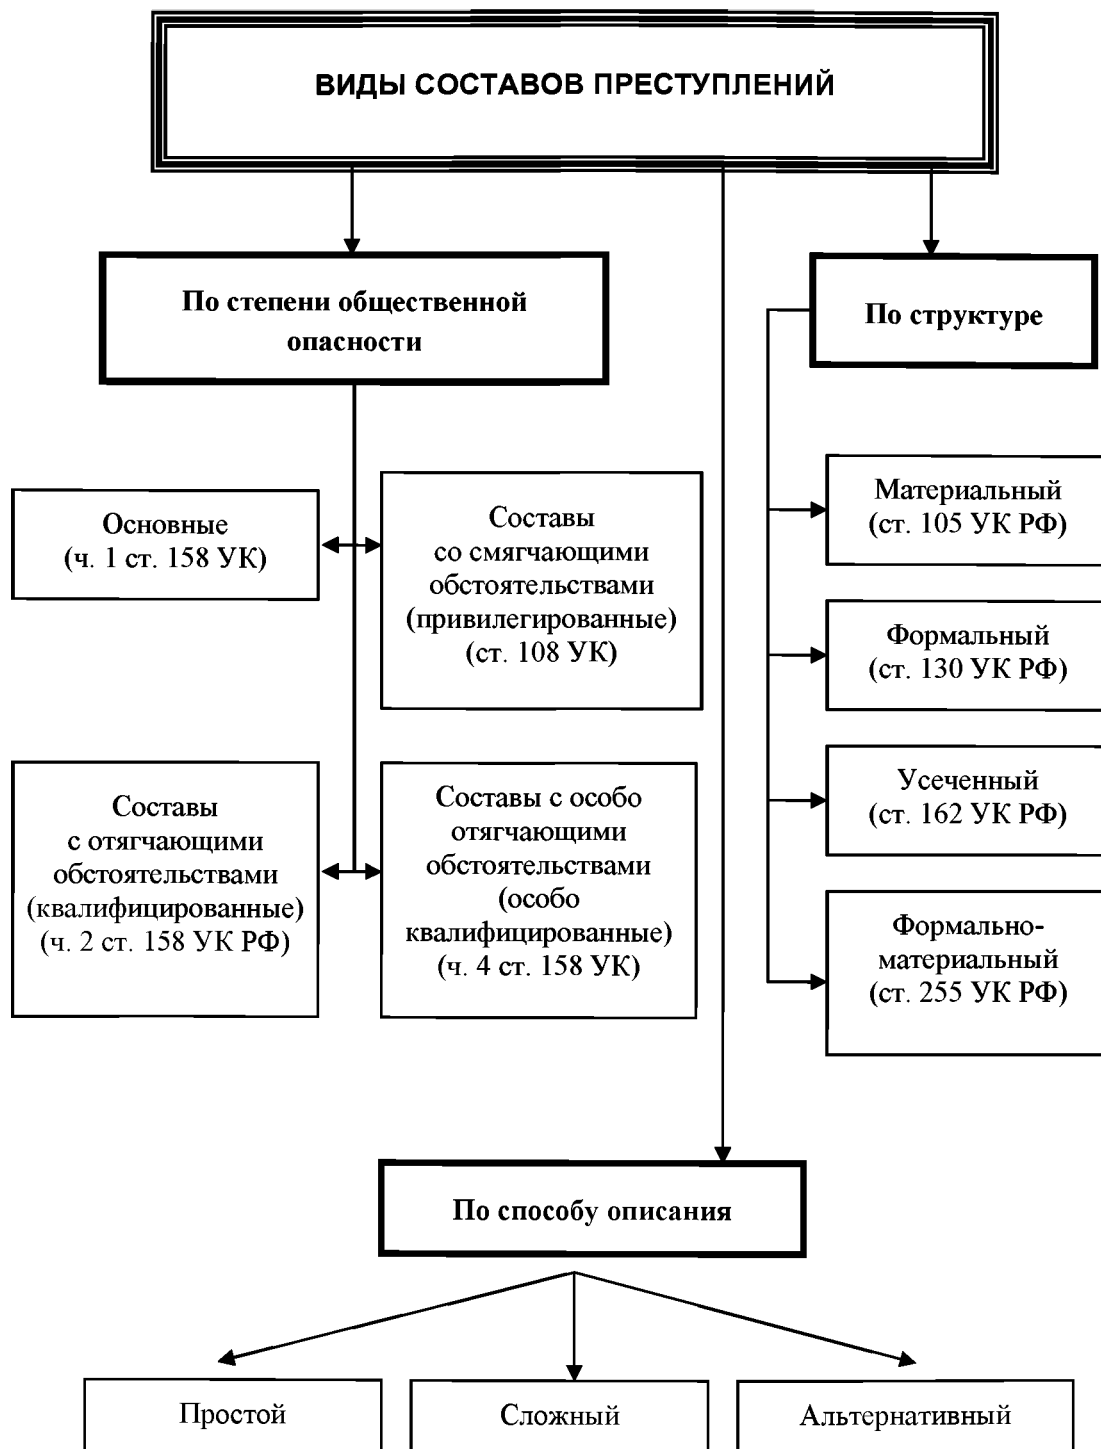 ВИДЫ СОСТАВОВ ПРЕСТУПЛЕНИЙ
По степени общественной
опасности
По структуре
Основные
(ч. 1 ст. 158 УК)
Составы
со смягчающими
обстоятельствами
(привилегированные)
(ст. 108 УК)
Составы
с отягчающими
обстоятельствами
(квалифицированные)
(ч. 2 ст. 158 УК РФ)
Составы с особо
отягчающими
обстоятельствами
(особо
квалифицированные)
(ч. 4 ст. 158 УК)
Материальный
(ст. 105 УК РФ)
Формальный
(ст. 130 УК РФ)
Усеченный
(ст. 162 УК РФ)
Формально-
материальный
(ст. 255 УК РФ)
По способу описания
Простой
Сложный
Альтернативный